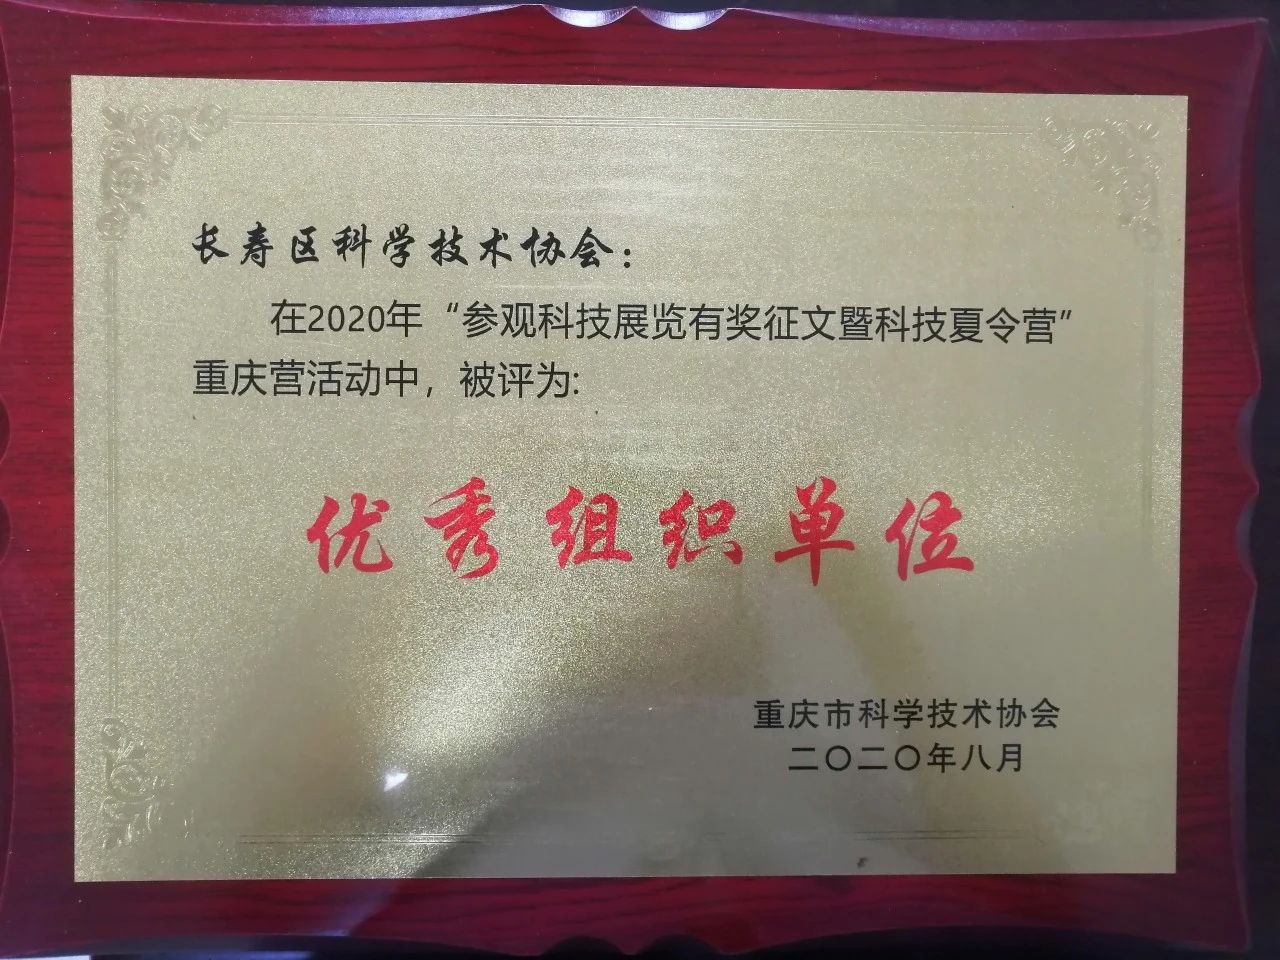 长寿区科学技术协会：
在2020年“参观科技展览有奖征文暨科技夏令营”
重庆营活动中，被评为:
优秀组织单位
重庆市科学技术协会
二〇二〇年八月